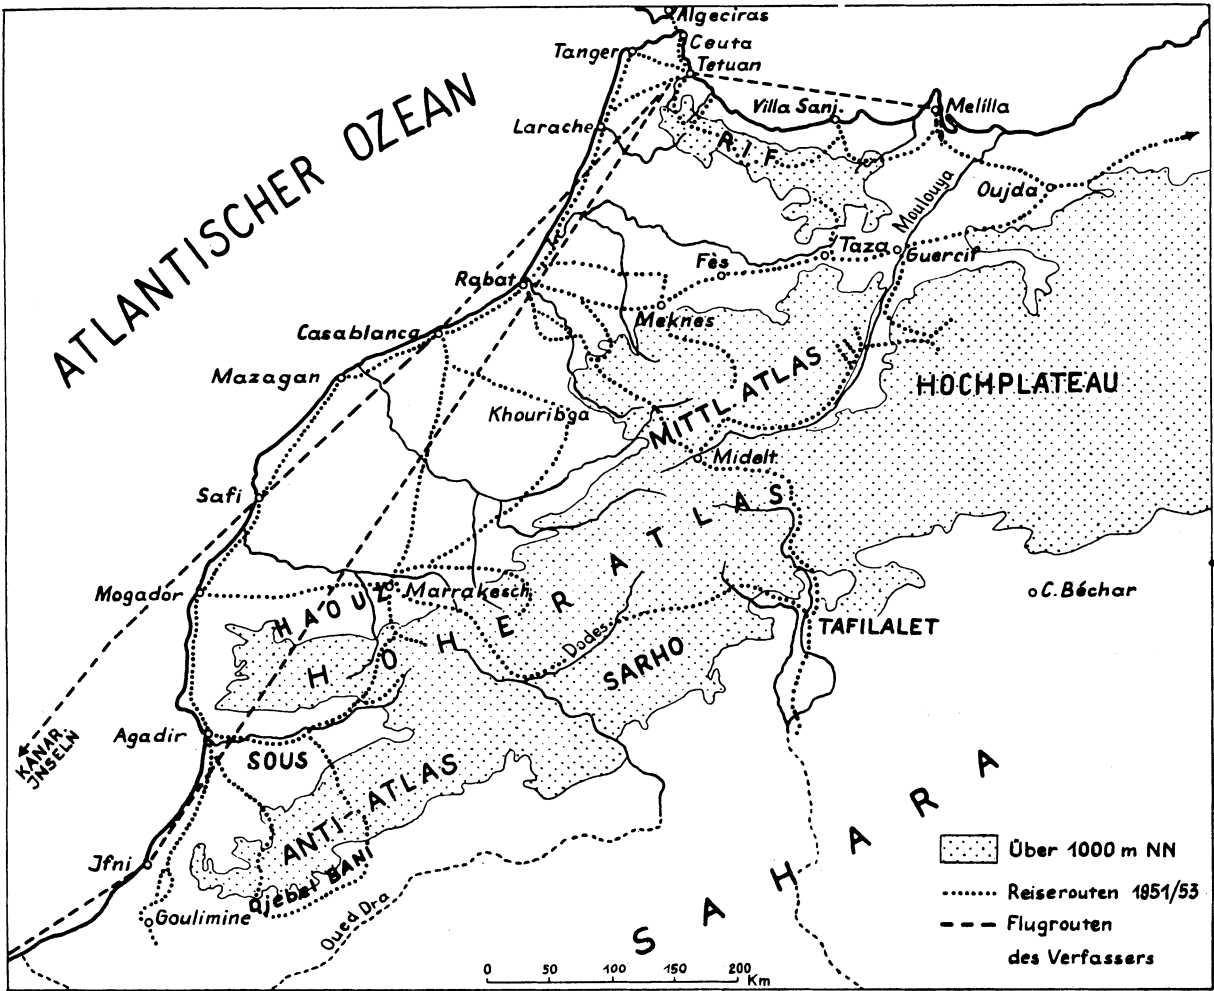 Algeciras
Ceuta
Tanger
Tetuan
Villa Sanj.
Melilla
Larache
RIF
ATLANTISCHER OZEAN
Moulouya
Oujda
Taza
Guercif
Fès
Rabat
Meknes
Casablanca
Mazagan
HOCHPLATEAU
MITTL. ATLAS
Khouribga
Midelt
Safi
HOHER ATLAS
Mogador
HAOUZ
Marrakesch
C. Béchar
TAFILALET
Dades
SARHO
KANAR.
JNSELN
Agadir
SOUS
ANTI-ATLAS
Djebel BANI
Jfni
Goulimine
Oued Dra
SAHARA
Über 1000 m NN
Reiserouten 1951/53
Flugrouten
des Verfassers
0 50 100 150 200
Km